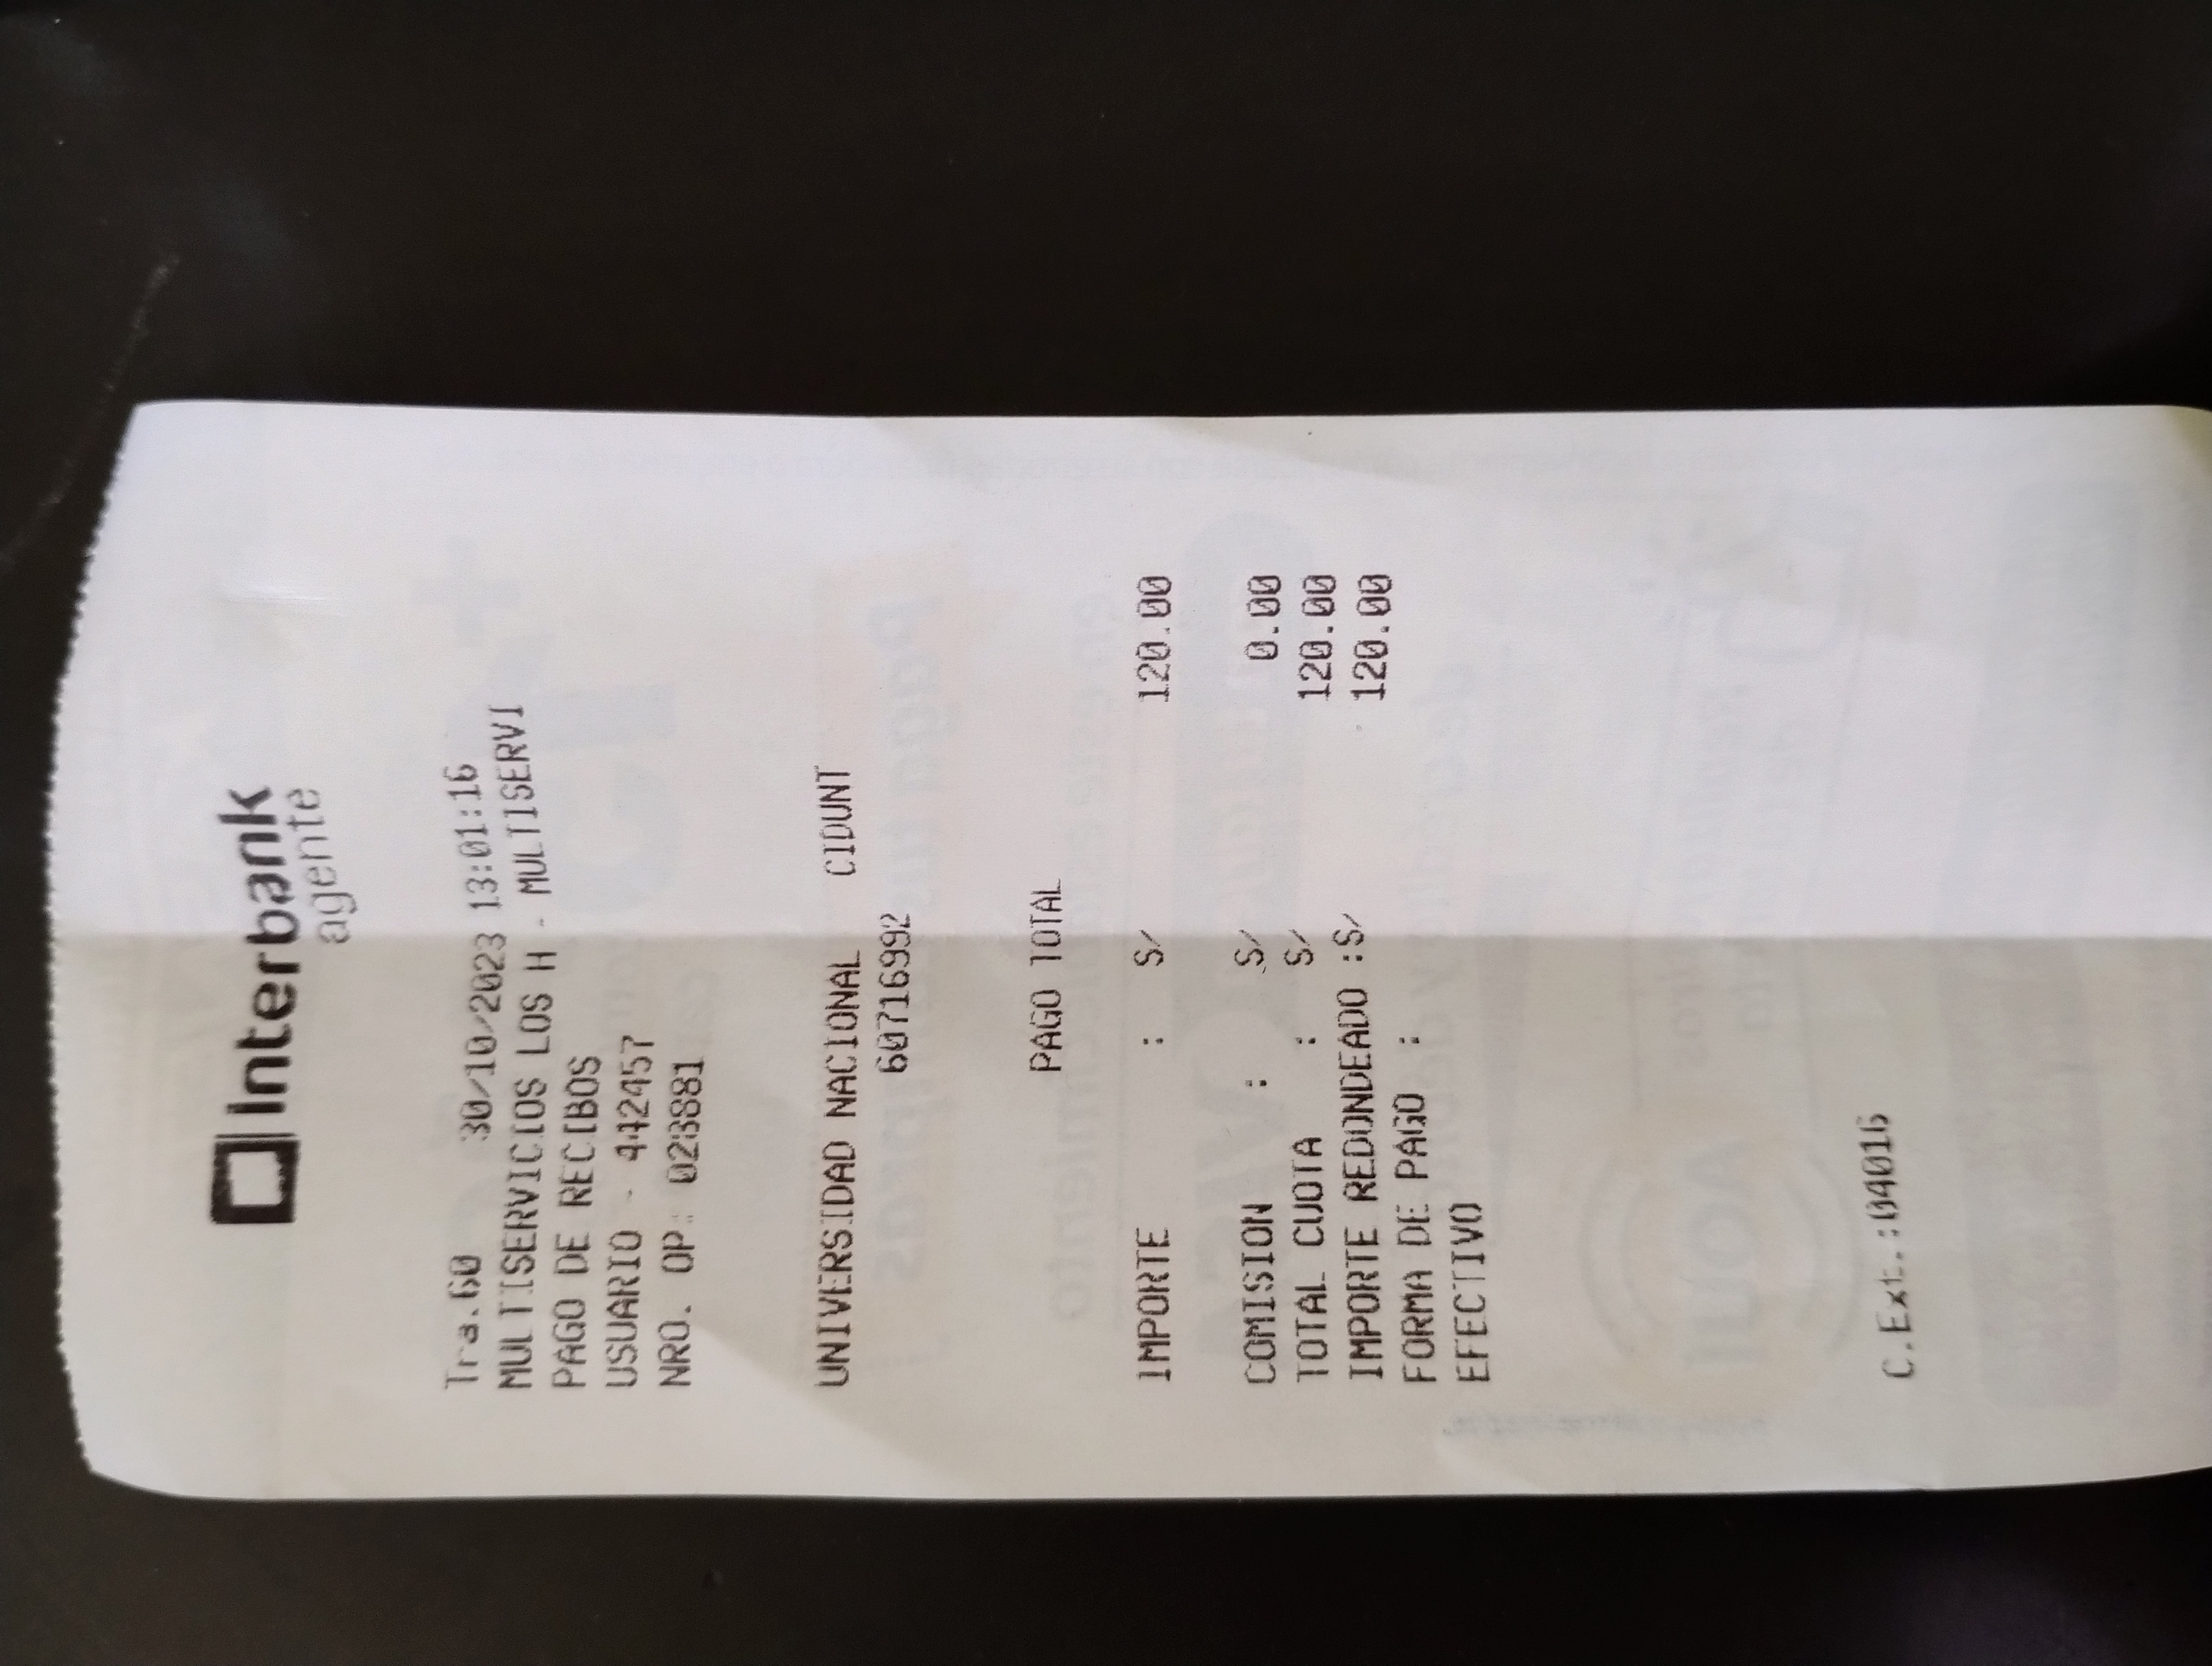 Interbank
agente
Tra.60 30/10/2023 13:01:16
MULTISERVICIOS LOS H - MULTISERVI
PAGO DE RECIBOS
USUARIO - 442457
NRO. OP: 023881
UNIVERSIDAD NACIONAL CIDUNT
60716992
PAGO TOTAL
IMPORTE : S/ 120.00
COMISION : S/ 0.00
TOTAL CUOTA : S/ 120.00
IMPORTE REDONDEADO :S/ 120.00
FORMA DE PAGO :
EFECTIVO
C.Ext.:04016